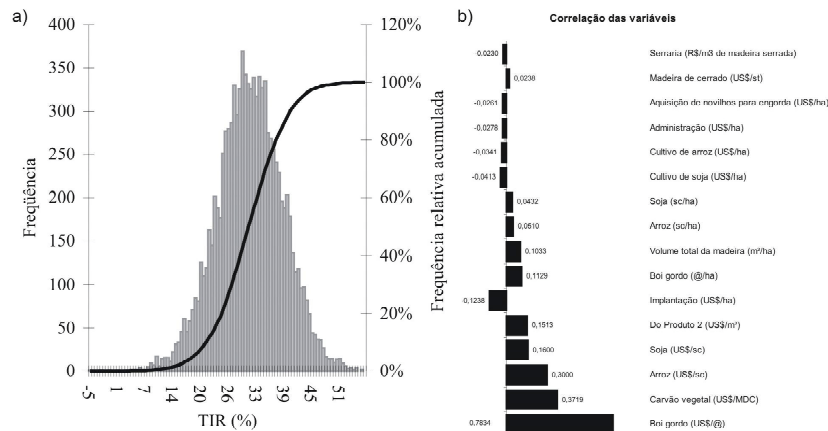 a)
400
350
300
250
200
150
100
50
0
Freqüência
120%
100%
80%
60%
40%
20%
0%
Frequência relativa acumulada
-5
1
7
14
20
26
33
39
45
51
TIR (%)
b)
Correlação das variáveis
-0.0230 Serraria (R$/m3 de madeira serrada)
0,0238 Madeira de cerrado (US$/st)
-0.0261 Aquisição de novilhos para engorda (US$/ha)
-0.0278 Administração (US$/ha)
-0,0341 Cultivo de arroz (US$/ha)
-0,0413 Cultivo de soja (US$/ha)
0,0432 Soja (sc/ha)
0,0510 Arroz (sc/ha)
0,1033 Volume total da madeira (m³/ha)
0,1129 Boi gordo (@/ha)
0,1238 Implantação (US$/ha)
0,1513 Do Produto 2 (US$/m³)
0,1600 Soja (US$/sc)
0,3000 Arroz (US$/sc)
0,3719 Carvão vegetal (US$/MDC)
0,7834 Boi gordo (US$/@)